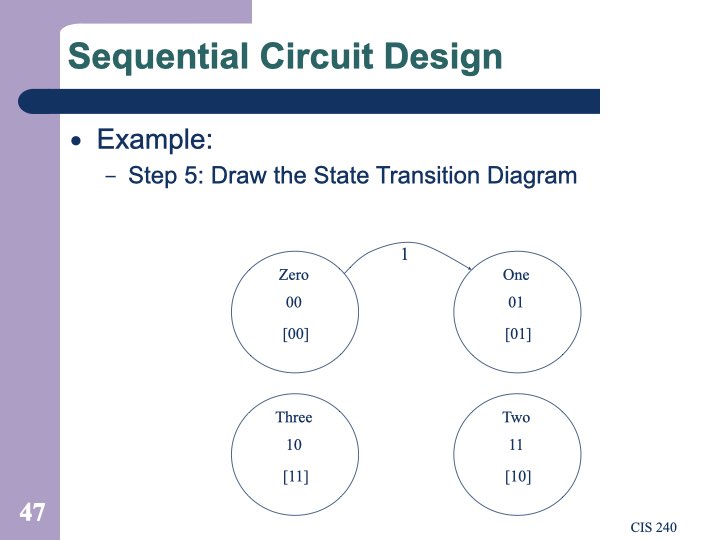 Sequential Circuit Design
• Example:
– Step 5: Draw the State Transition Diagram
1
Zero
00
[00]
One
01
[01]
Three
10
[11]
Two
11
[10]
47
CIS 240